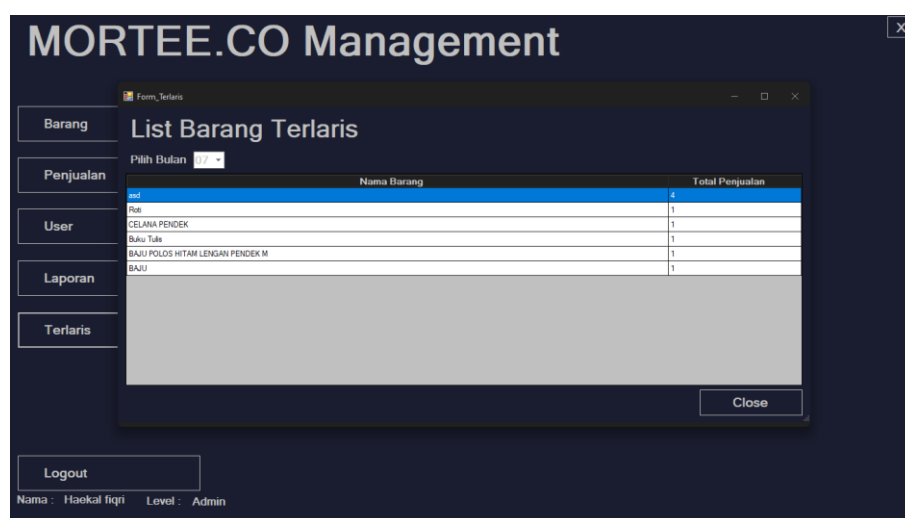 MORTEE.CO Management
X
Form_Terlaris
List Barang Terlaris
Pilih Bulan 07
Nama Barang Total Penjualan
asd 4
Roti 1
CELANA PENDEK 1
Buku Tulis 1
BAJU POLOS HITAM LENGAN PENDEK M 1
BAJU 1
Close
Barang
Penjualan
User
Laporan
Terlaris
Logout
Nama : Haekal fiqri Level : Admin